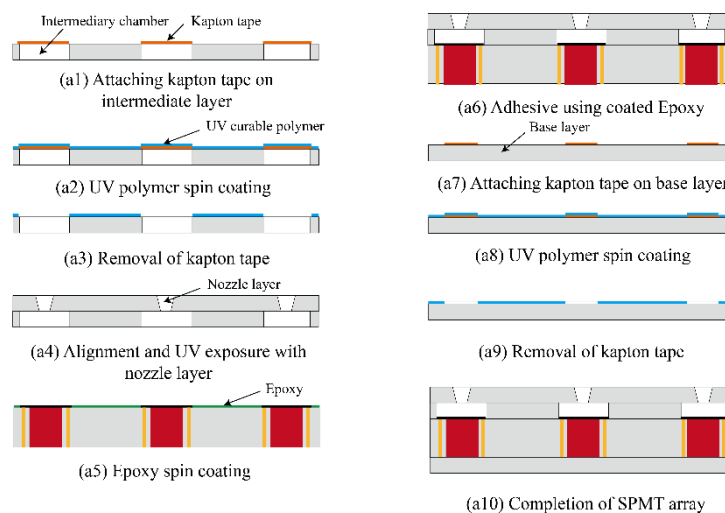 Intermediary chamber
Kapton tape
(a1) Attaching kapton tape on
intermediate layer
UV curable polymer
(a2) UV polymer spin coating
(a3) Removal of kapton tape
Nozzle layer
(a4) Alignment and UV exposure with
nozzle layer
Epoxy
(a5) Epoxy spin coating
(a6) Adhesive using coated Epoxy
Base layer
(a7) Attaching kapton tape on base layer
(a8) UV polymer spin coating
(a9) Removal of kapton tape
(a10) Completion of SPMT array